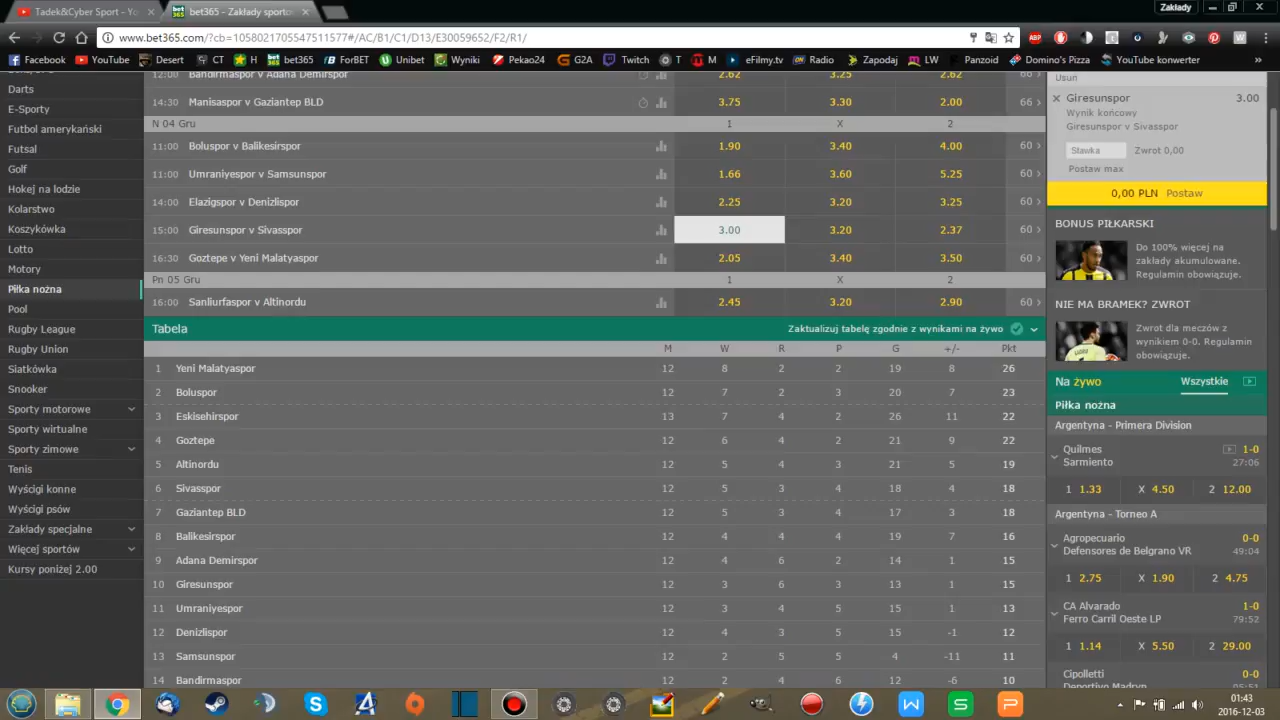 Tadek&Cyber Sport - Yo
bet365 - Zakłady sporto
Zakłady
www.bet365.com/?cb=1058021705547511577#/AC/B1/C1/D13/E30059652/F2/R1/
Facebook YouTube Desert CT H bet365 ForBET Unibet Wyniki Pekao24 G2A Twitch T M eFilmy.tv Radio Zapodaj LW Panzoid Domino's Pizza YouTube konwerter »
Darts
E-Sporty
Futbol amerykański
Futsal
Golf
Hokej na lodzie
Kolarstwo
Koszykówka
Lotto
Motory
Piłka nożna
Pool
Rugby League
Rugby Union
Siatkówka
Snooker
Sporty motorowe
Sporty wirtualne
Sporty zimowe
Tenis
Wyścigi konne
Wyścigi psów
Zakłady specjalne
Więcej sportów
Kursy poniżej 2.00
12:00 Bandirmaspor v Adana Demirspor 2.62 3.25 2.62
14:30 Manisaspor v Gaziantep BLD 3.75 3.30 2.00 66
N 04 Gru 1 X 2
11:00 Boluspor v Balikesirspor 1.90 3.40 4.00 60
11:00 Umraniyespor v Samsunspor 1.66 3.60 5.25 60
14:00 Elazigspor v Denizlispor 2.25 3.20 3.25 60
15:00 Giresunspor v Sivasspor 3.00 3.20 2.37 60
16:30 Goztepe v Yeni Malatyaspor 2.05 3.40 3.50 60
Pn 05 Gru 1 X 2
16:00 Sanliurfaspor v Altinordu 2.45 3.20 2.90 60
Tabela Zaktualizuj tabelę zgodnie z wynikami na żywo
M W R P G +/- Pkt
1 Yeni Malatyaspor 12 8 2 2 19 8 26
2 Boluspor 12 7 2 3 20 7 23
3 Eskisehirspor 13 7 4 2 26 11 22
4 Goztepe 12 6 4 2 21 9 22
5 Altinordu 12 5 4 3 21 5 19
6 Sivasspor 12 5 3 4 18 4 18
7 Gaziantep BLD 12 5 3 4 17 3 18
8 Balikesirspor 12 4 4 4 19 7 16
9 Adana Demirspor 12 4 6 2 14 1 15
10 Giresunspor 12 3 6 3 13 1 15
11 Umraniyespor 12 3 4 5 15 1 13
12 Denizlispor 12 4 3 5 15 -1 12
13 Samsunspor 12 2 5 5 4 -11 11
14 Bandirmaspor 12 2 4 6 12 -6 10
Usuń
Giresunspor 3.00
Wynik końcowy
Giresunspor v Sivasspor
Stawka Zwrot 0,00
Postaw max
0,00 PLN Postaw
BONUS PIŁKARSKI
Do 100% więcej na
zakłady akumulowane.
Regulamin obowiązuje.
NIE MA BRAMEK? ZWROT
Zwrot dla meczów z
wynikiem 0-0. Regulamin
obowiązuje.
Na żywo Wszystkie
Piłka nożna
Argentyna - Primera Division
Quilmes 1-0
Sarmiento 27:06
1 1.33 X 4.50 2 12.00
Argentyna - Torneo A
Agropecuario 0-0
Defensores de Belgrano VR 49:04
1 2.75 X 1.90 2 4.75
CA Alvarado 1-0
Ferro Carril Oeste LP 79:52
1 1.14 X 5.50 2 29.00
Cipolletti 0-0
Deportivo Madryn
01:43
2016-12-03